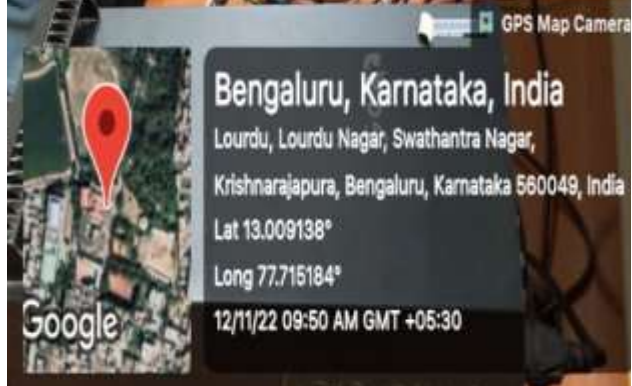 GPS Map Camera
Bengaluru, Karnataka, India
Lourdu, Lourdu Nagar, Swathantra Nagar,
Krishnarajapura, Bengaluru, Karnataka 560049, India
Lat 13.009138°
Long 77.715184°
12/11/22 09:50 AM GMT +05:30
Google